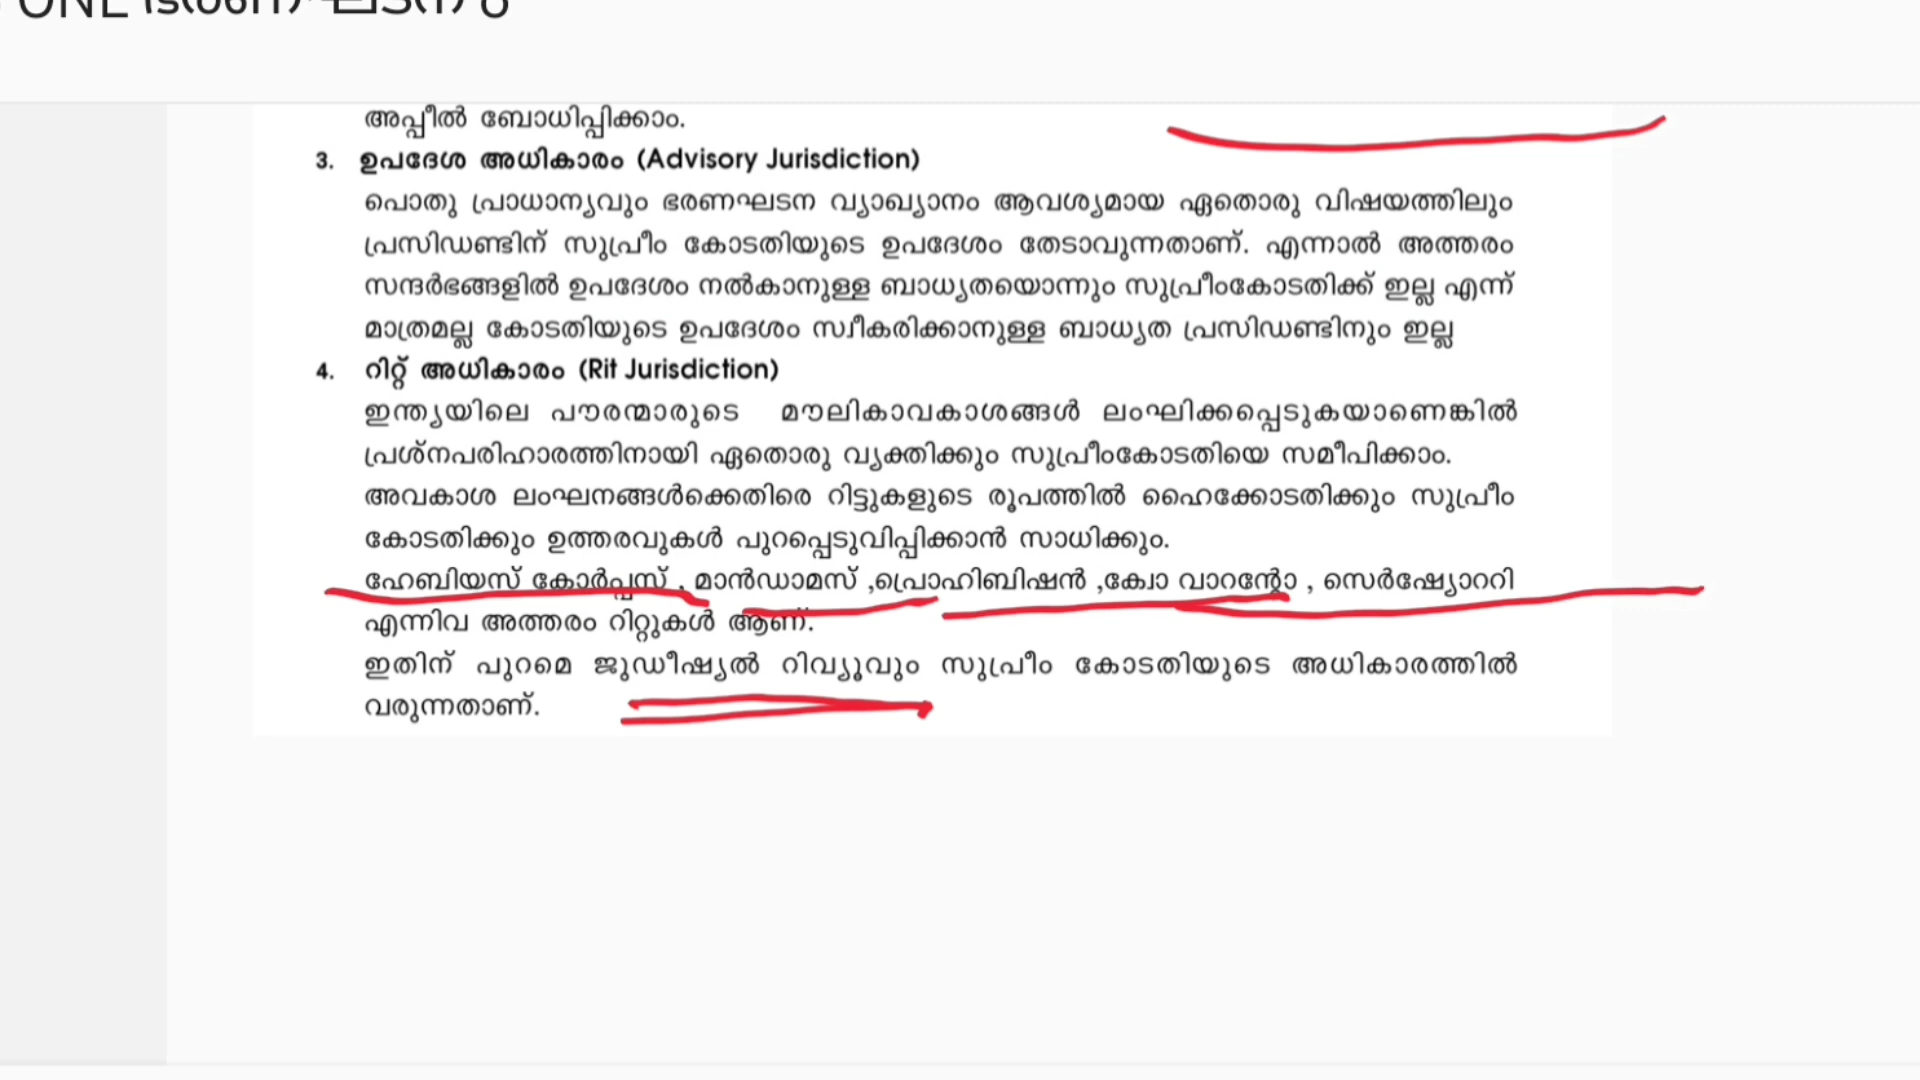 ONE
അപ്പീൽ ബോധിപ്പിക്കാം.
3. ഉപദേശ അധികാരം (Advisory Jurisdiction)
പൊതു പ്രാധാന്യവും ഭരണഘടന വ്യാഖ്യാനം ആവശ്യമായ ഏതൊരു വിഷയത്തിലും
പ്രസിഡണ്ടിന് സുപ്രീം കോടതിയുടെ ഉപദേശം തേടാവുന്നതാണ്. എന്നാൽ അത്തരം
സന്ദർഭങ്ങളിൽ ഉപദേശം നൽകാനുള്ള ബാധ്യതയൊന്നും സുപ്രീംകോടതിക്ക് ഇല്ല എന്ന്
മാത്രമല്ല കോടതിയുടെ ഉപദേശം സ്വീകരിക്കാനുള്ള ബാധ്യത പ്രസിഡണ്ടിനും ഇല്ല
4. റിറ്റ് അധികാരം (Rit Jurisdiction)
ഇന്ത്യയിലെ പൗരന്മാരുടെ മൗലികാവകാശങ്ങൾ ലംഘിക്കപ്പെടുകയാണെങ്കിൽ
പ്രശ്നപരിഹാരത്തിനായി ഏതൊരു വ്യക്തിക്കും സുപ്രീംകോടതിയെ സമീപിക്കാം.
അവകാശ ലംഘനങ്ങൾക്കെതിരെ റിട്ടുകളുടെ രൂപത്തിൽ ഹൈക്കോടതിക്കും സുപ്രീം
കോടതിക്കും ഉത്തരവുകൾ പുറപ്പെടുവിപ്പിക്കാൻ സാധിക്കും.
ഹേബിയസ് കോർപ്പസ് , മാൻഡാമസ് ,പ്രൊഹിബിഷൻ ,ക്വോ വാറന്റോ , സെർഷ്യോററി
എന്നിവ അത്തരം റിറ്റുകൾ ആണ്.
ഇതിന് പുറമെ ജുഡീഷ്യൽ റിവ്യൂവും സുപ്രീം കോടതിയുടെ അധികാരത്തിൽ
വരുന്നതാണ്.